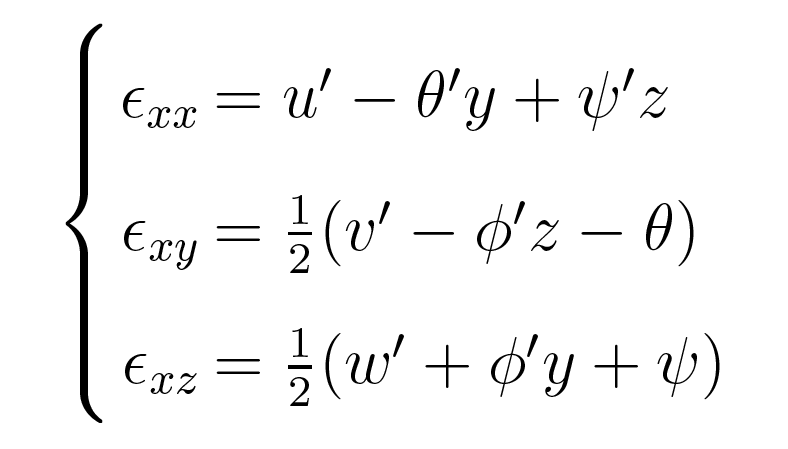 ϵ_xx = u′ − θ′y + ψ′z
ϵ_xy = ½(v′ − ϕ′z − θ)
ϵ_xz = ½(w′ + ϕ′y + ψ)